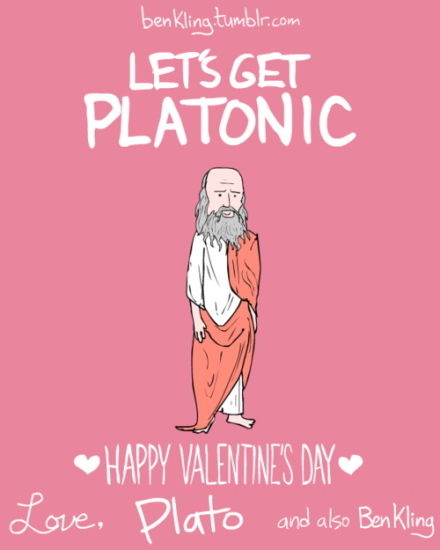 benKling.tumblr.com
LET'S GET
PLATONIC
HAPPY VALENTINE'S DAY
Love, Plato and also BenKling